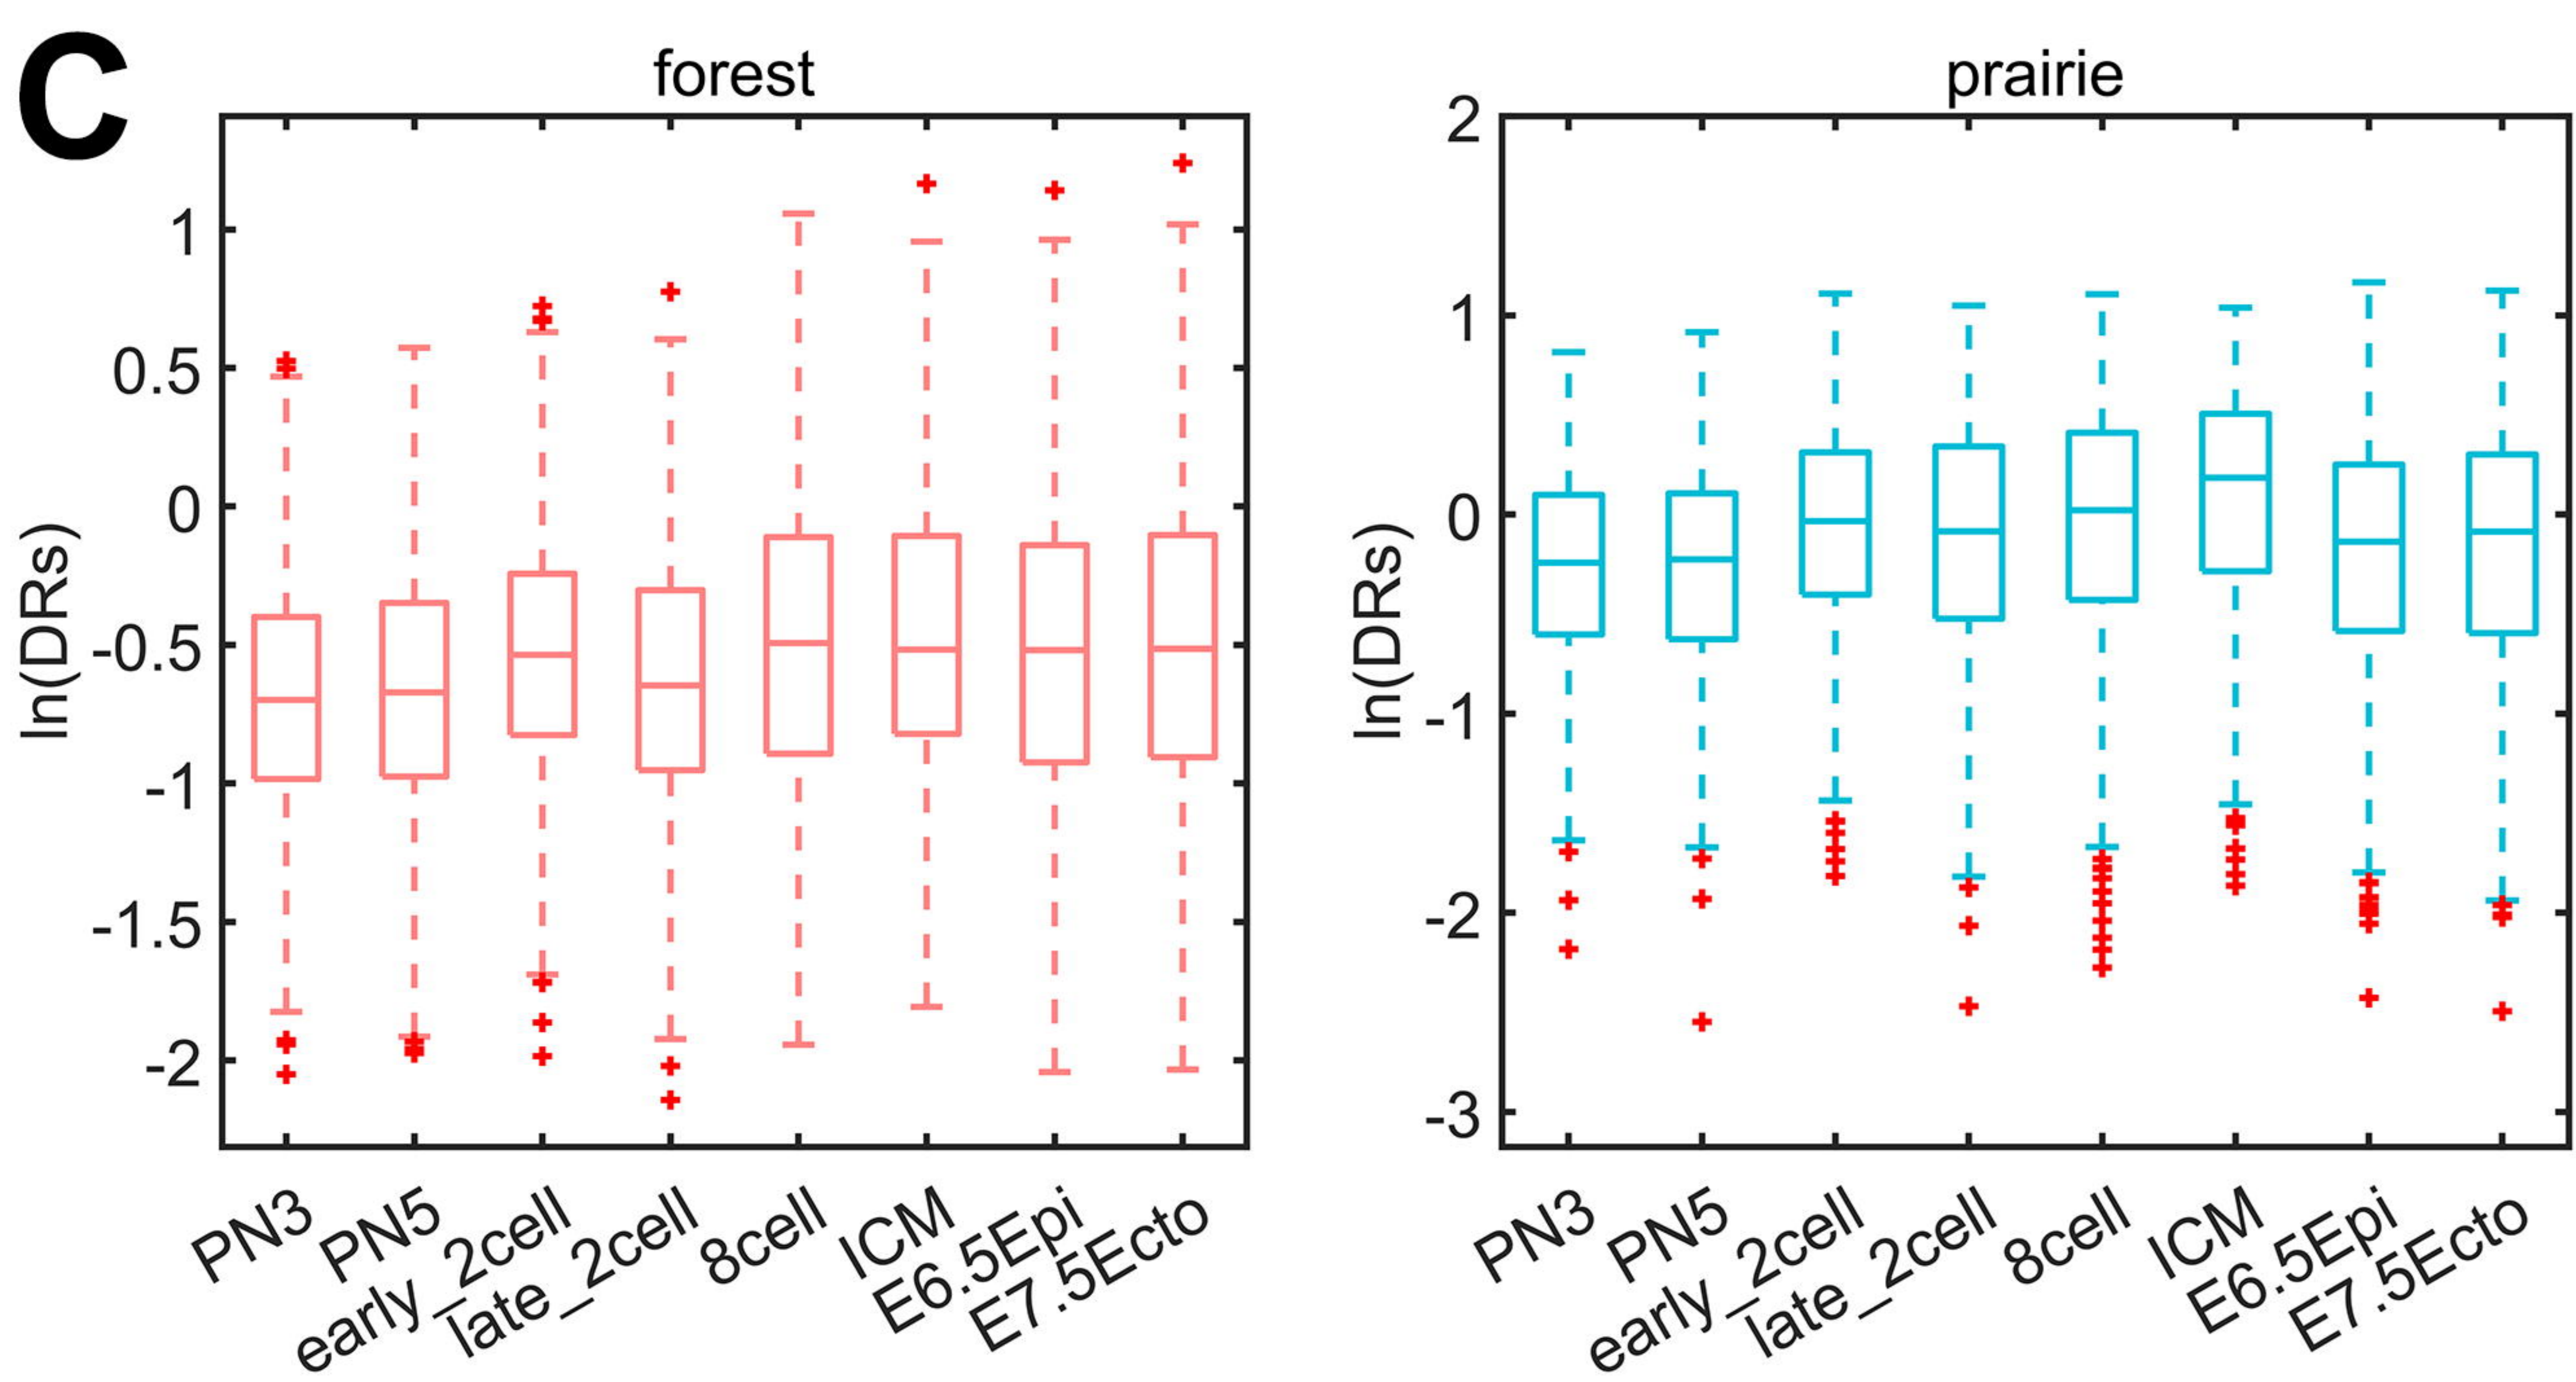 C
forest
prairie
1
0.5
0
-0.5
-1
-1.5
-2
ln(DRs)
PN3
PN5
early_2cell
late_2cell
8cell
ICM
E6.5Epi
E7.5Ecto
2
1
0
-1
-2
-3
ln(DRs)
PN3
PN5
early_2cell
late_2cell
8cell
ICM
E6.5Epi
E7.5Ecto